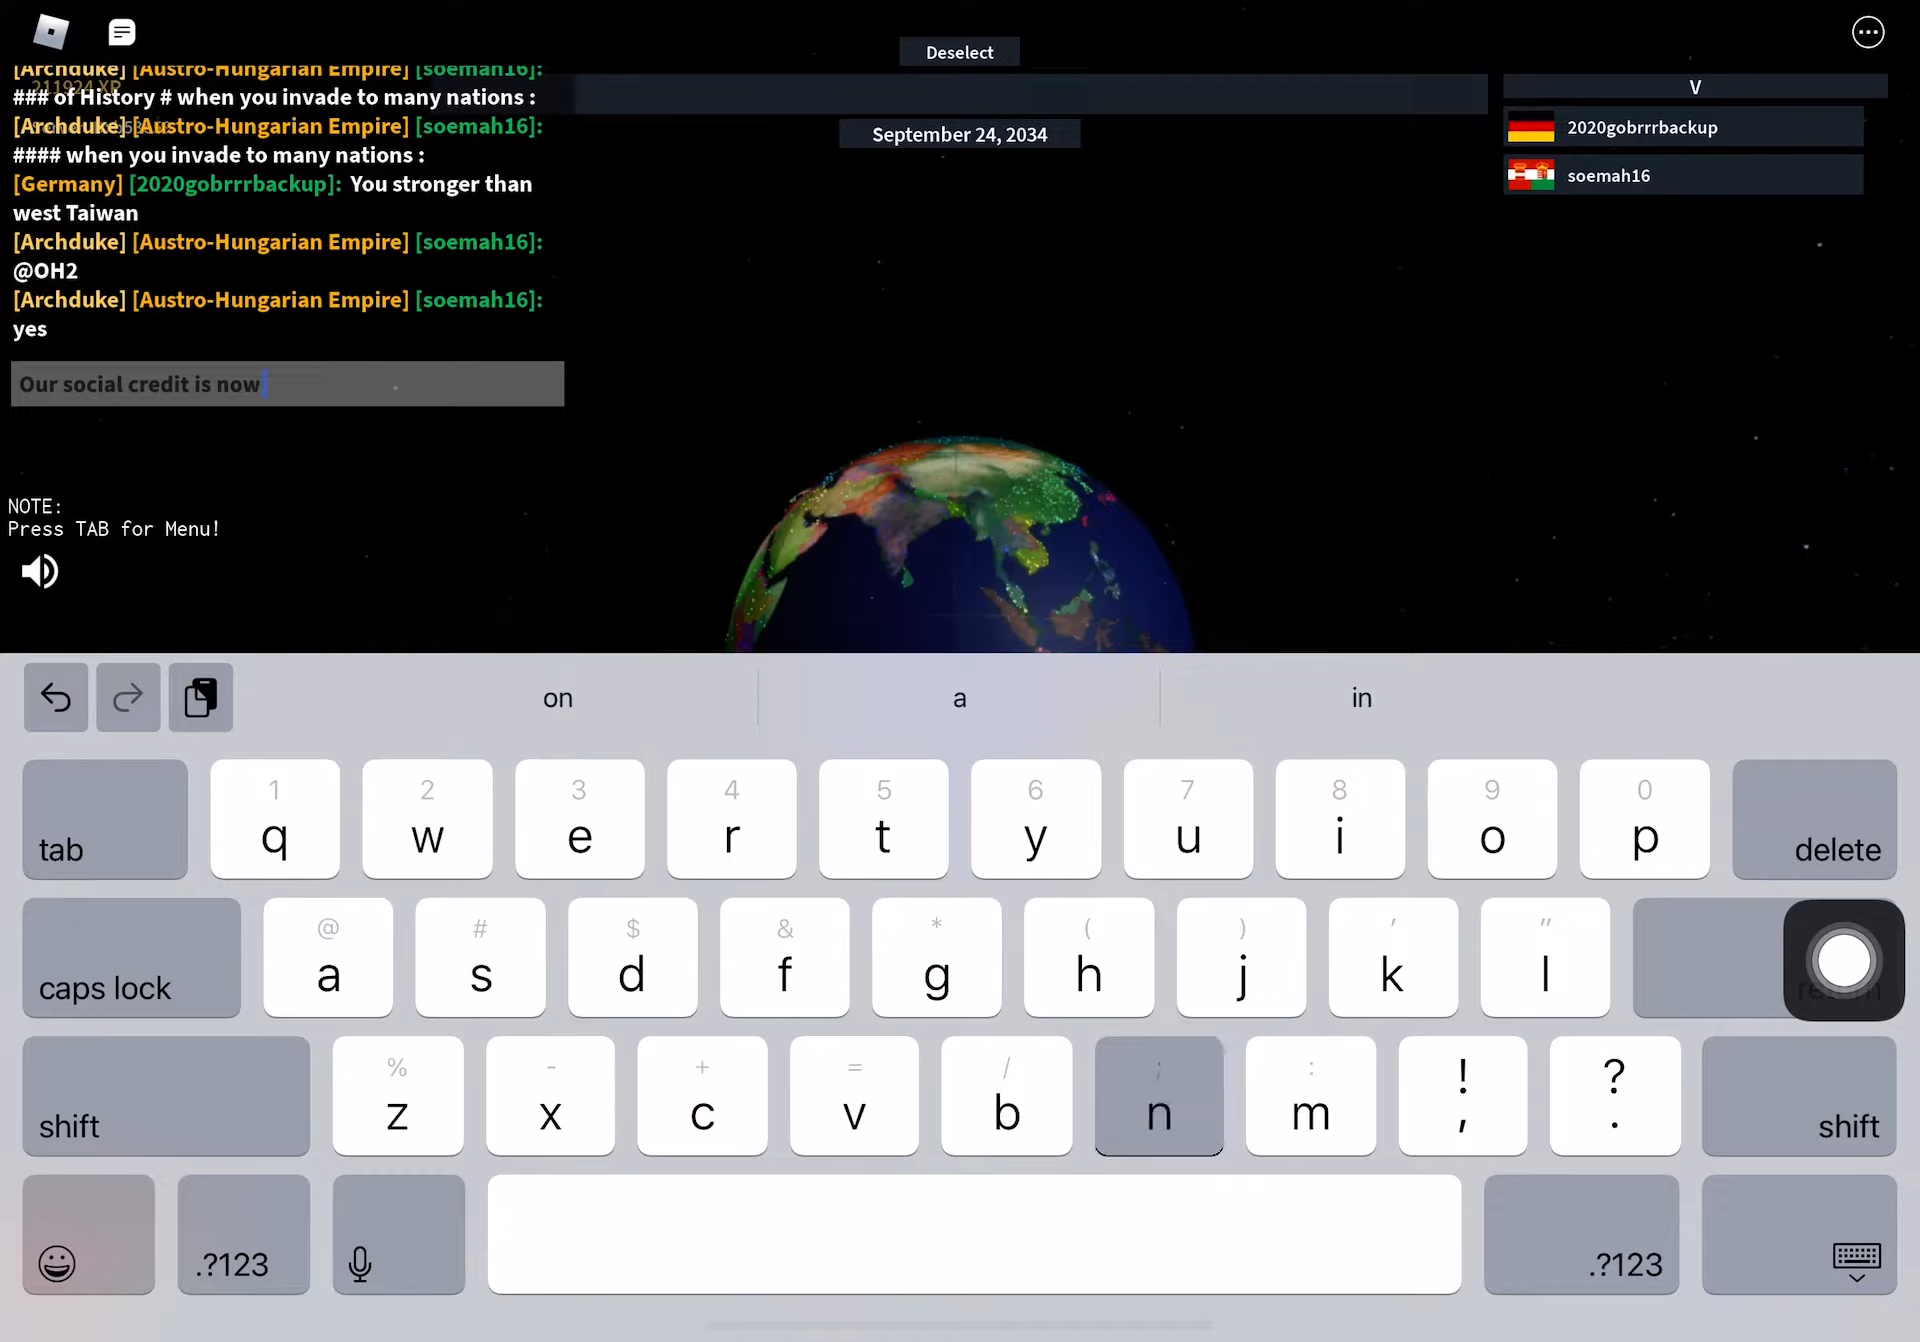 Deselect
[Archduke] [Austro-Hungarian Empire] [soemah16]:
211924 XP
### of History # when you invade to many nations :
[Archduke] [Austro-Hungarian Empire] [soemah16]:
#### when you invade to many nations :
[Germany] [2020gobrrrbackup]: You stronger than
west Taiwan
[Archduke] [Austro-Hungarian Empire] [soemah16]:
@OH2
[Archduke] [Austro-Hungarian Empire] [soemah16]:
yes
Our social credit is now
September 24, 2034
V
2020gobrrrbackup
soemah16
NOTE:
Press TAB for Menu!
on a in
1 2 3 4 5 6 7 8 9 0
tab q w e r t y u i o p delete
@ # $ & * ( ) ' "
caps lock a s d f g h j k l return
% - + = / ; : ! ?
shift z x c v b n m , . shift
.?123 .?123